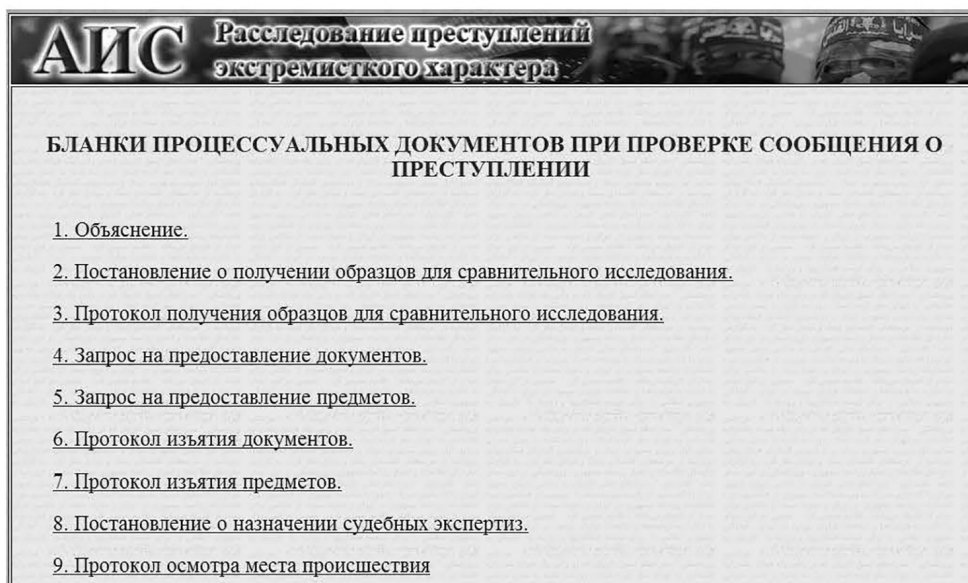 АИС
Расследование преступлений
экстремисткого характера
БЛАНКИ ПРОЦЕССУАЛЬНЫХ ДОКУМЕНТОВ ПРИ ПРОВЕРКЕ СООБЩЕНИЯ О
ПРЕСТУПЛЕНИИ
1. Объяснение.
2. Постановление о получении образцов для сравнительного исследования.
3. Протокол получения образцов для сравнительного исследования.
4. Запрос на предоставление документов.
5. Запрос на предоставление предметов.
6. Протокол изъятия документов.
7. Протокол изъятия предметов.
8. Постановление о назначении судебных экспертиз.
9. Протокол осмотра места происшествия